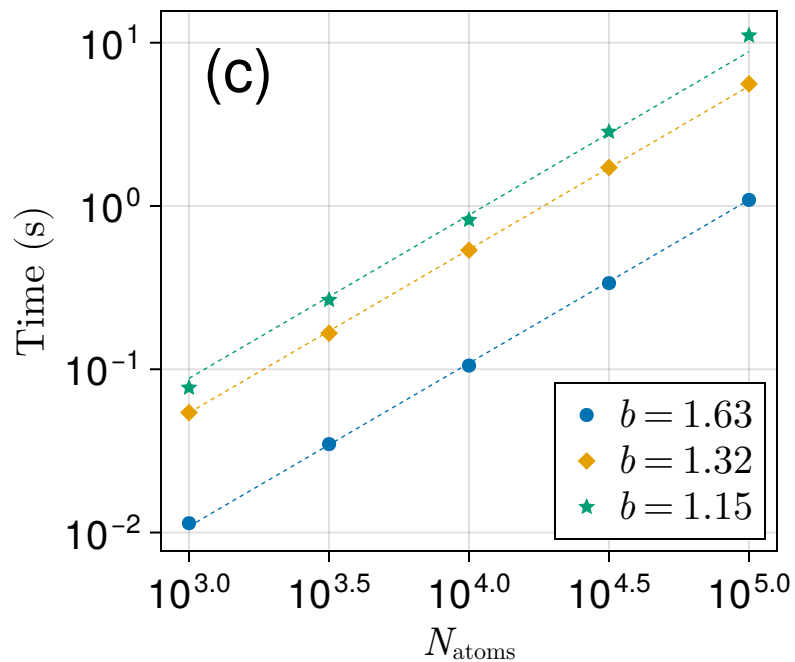 (c)
Time (s)
10^1
10^0
10^−1
10^−2
b = 1.63
b = 1.32
b = 1.15
10^3.0 10^3.5 10^4.0 10^4.5 10^5.0
N_atoms